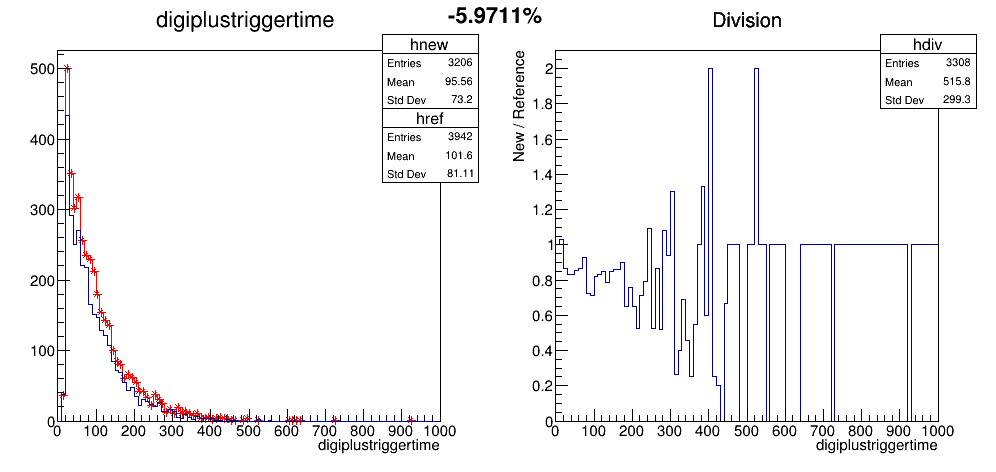 -5.9711%
digiplustriggertime
hnew
Entries 3206
Mean 95.56
Std Dev 73.2
href
Entries 3942
Mean 101.6
Std Dev 81.11
500
400
300
200
100
0
0 100 200 300 400 500 600 700 800 900 1000
digiplustriggertime
Division
hdiv
Entries 3308
Mean 515.8
Std Dev 299.3
New / Reference
2
1.8
1.6
1.4
1.2
1
0.8
0.6
0.4
0.2
0
0 100 200 300 400 500 600 700 800 900 1000
digiplustriggertime